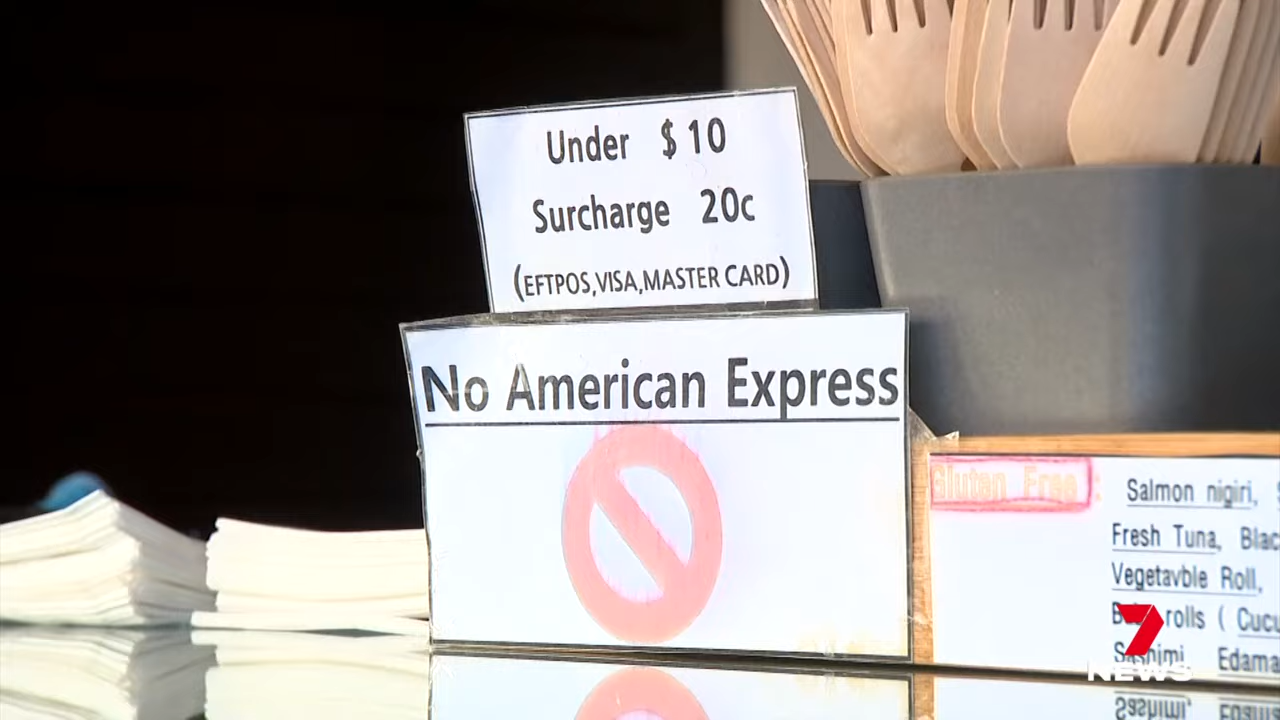 Under $10
Surcharge 20c
(EFTPOS,VISA,MASTER CARD)
No American Express
Gluten Free : Salmon nigiri,
Fresh Tuna,
Vegetavble Roll,
rolls (
Sashimi
7
NEWS